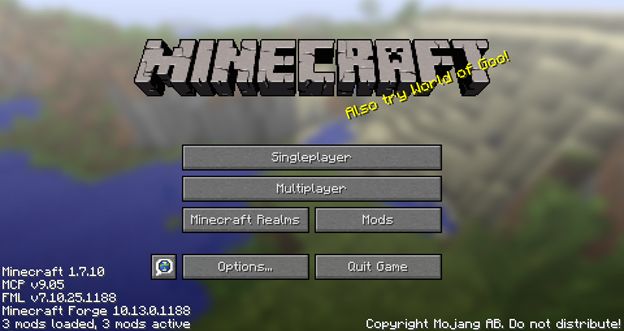 MINECRAFT
Also try World of Goo!
Singleplayer
Multiplayer
Minecraft Realms
Mods
Options...
Quit Game
Minecraft 1.7.10
MCP v9.05
FML v7.10.25.1188
Minecraft Forge 10.13.0.1188
3 mods loaded, 3 mods active
Copyright Mojang AB. Do not distribute!